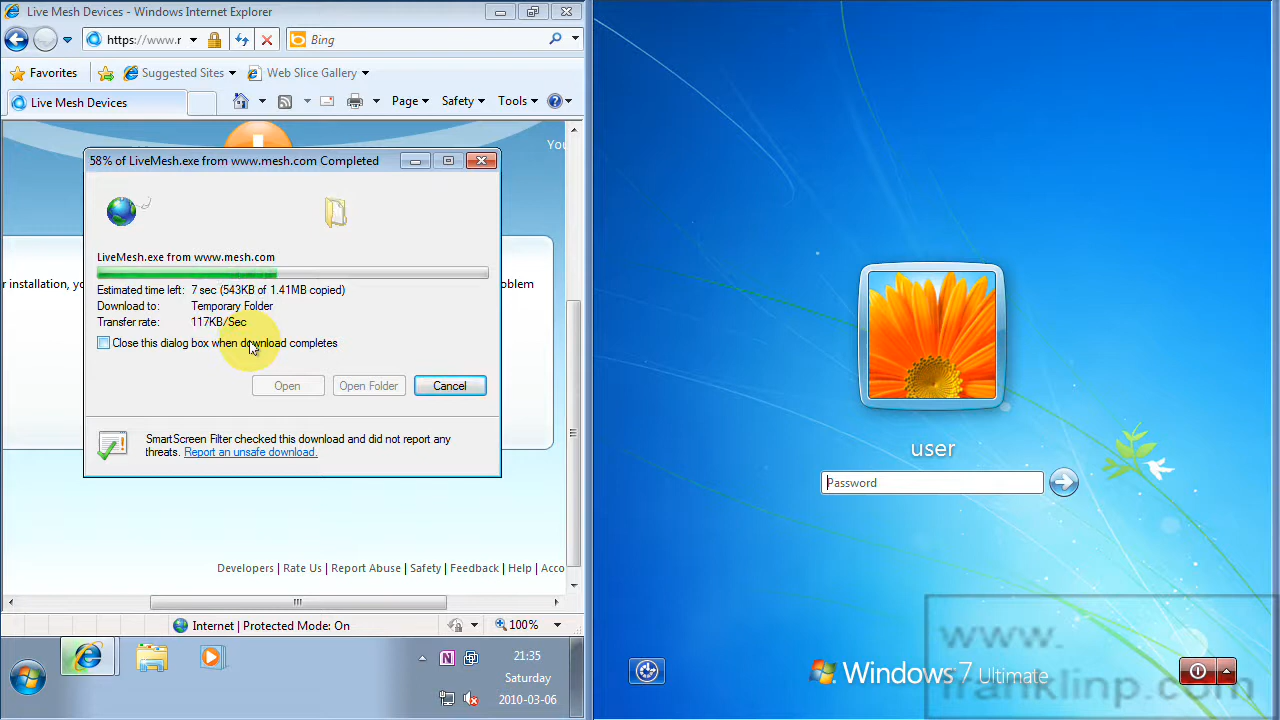 Live Mesh Devices - Windows Internet Explorer
https://www.r
Bing
Favorites
Suggested Sites
Web Slice Gallery
Live Mesh Devices
Page
Safety
Tools
You
58% of LiveMesh.exe from www.mesh.com Completed
LiveMesh.exe from www.mesh.com
r installation, yo
oblem
Estimated time left: 7 sec (543KB of 1.41MB copied)
Download to: Temporary Folder
Transfer rate: 117KB/Sec
Close this dialog box when download completes
Open
Open Folder
Cancel
SmartScreen Filter checked this download and did not report any
threats. Report an unsafe download.
Developers | Rate Us | Report Abuse | Safety | Feedback | Help | Acco
Internet | Protected Mode: On
100%
21:35
Saturday
2010-03-06
user
Password
Windows 7 Ultimate
www.
franklinp.com